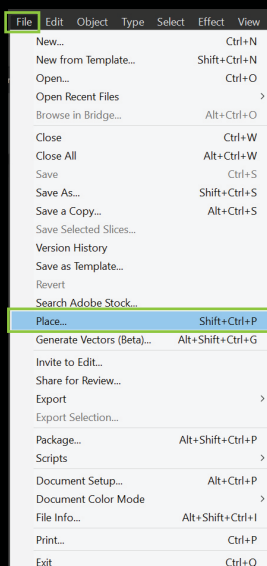 File Edit Object Type Select Effect View
New... Ctrl+N
New from Template... Shift+Ctrl+N
Open... Ctrl+O
Open Recent Files >
Browse in Bridge... Alt+Ctrl+O
Close Ctrl+W
Close All Alt+Ctrl+W
Save Ctrl+S
Save As... Shift+Ctrl+S
Save a Copy... Alt+Ctrl+S
Save Selected Slices...
Version History
Save as Template...
Revert
Search Adobe Stock...
Place... Shift+Ctrl+P
Generate Vectors (Beta)... Alt+Shift+Ctrl+G
Invite to Edit...
Share for Review...
Export >
Export Selection...
Package... Alt+Shift+Ctrl+P
Scripts >
Document Setup... Alt+Ctrl+P
Document Color Mode >
File Info... Alt+Shift+Ctrl+I
Print... Ctrl+P
Exit Ctrl+Q